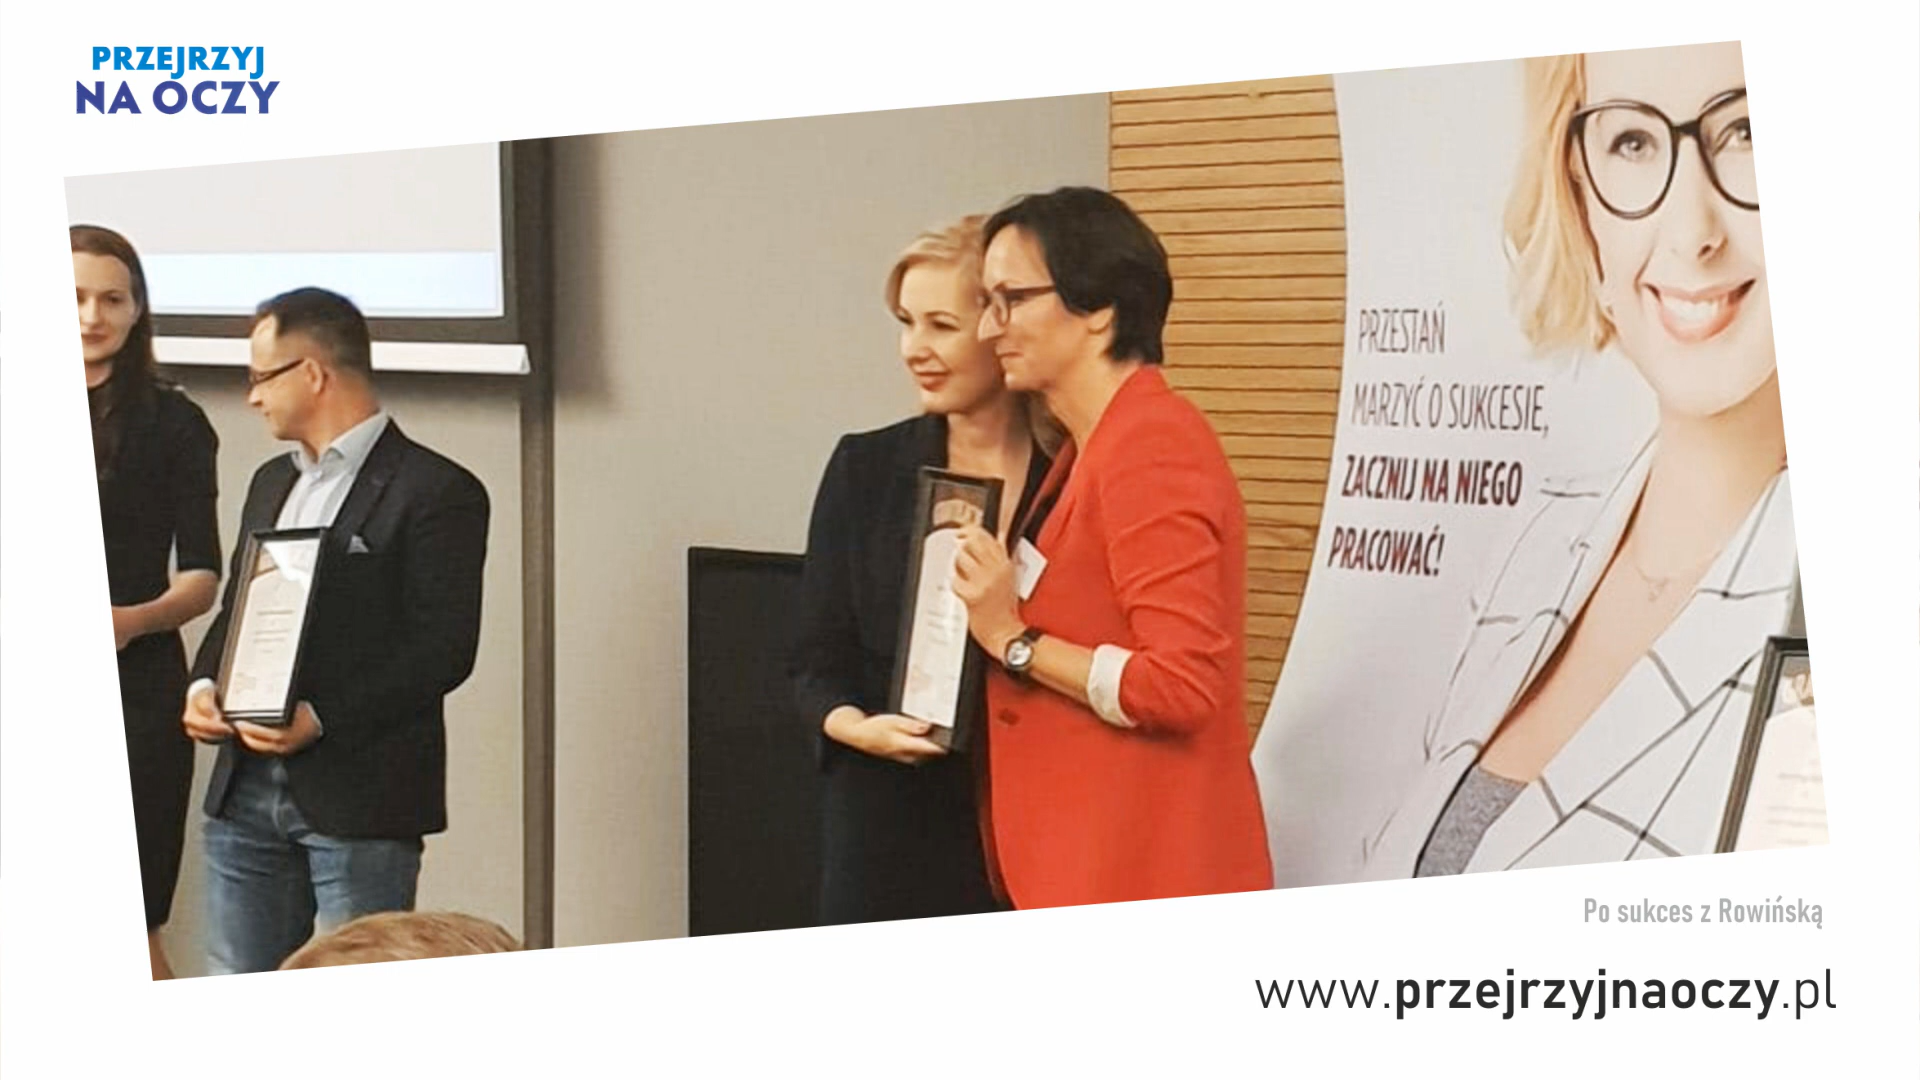 PRZEJRZYJ
NA OCZY
PRZESTAŃ
MARZYĆ O SUKCESIE,
ZACZNIJ NA NIEGO
PRACOWAĆ!
Po sukces z Rowińską
www.przejrzyjnaoczy.pl